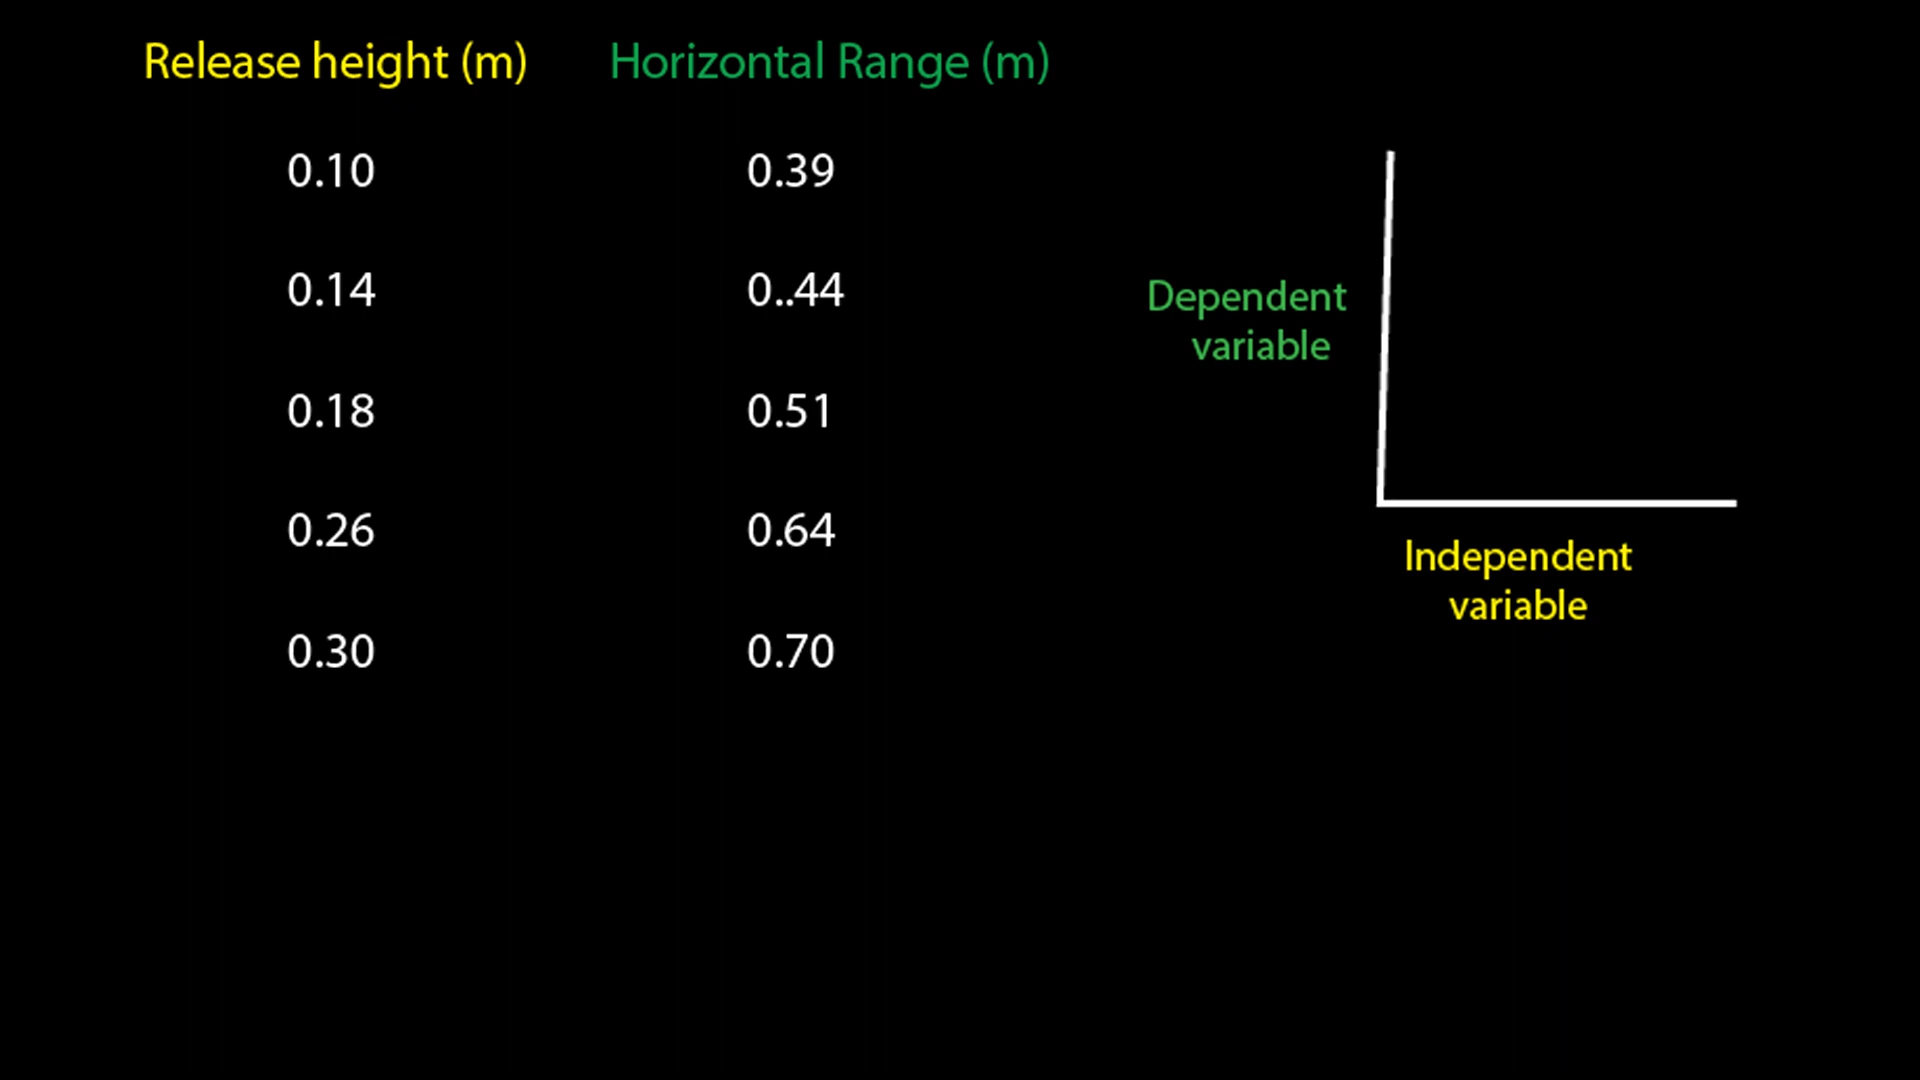 Release height (m) Horizontal Range (m)
0.10 0.39
0.14 0..44
0.18 0.51
0.26 0.64
0.30 0.70
Dependent
variable
Independent
variable